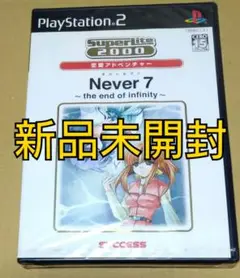 PlayStation 2
SuperLite
2000
恋愛アドベンチャー
Never 7
～the end of infinity～
新品未開封
SUCCESS